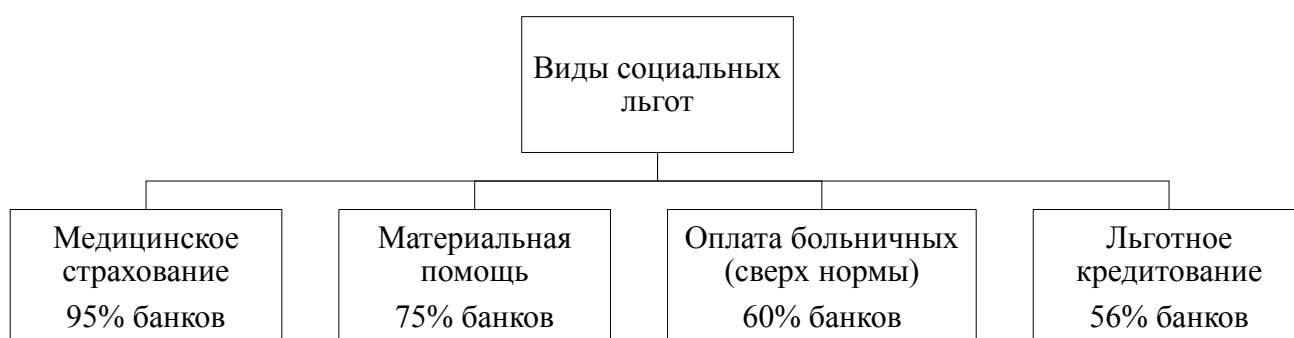 Виды социальных
льгот
Медицинское
страхование
95% банков
Материальная
помощь
75% банков
Оплата больничных
(сверх нормы)
60% банков
Льготное
кредитование
56% банков